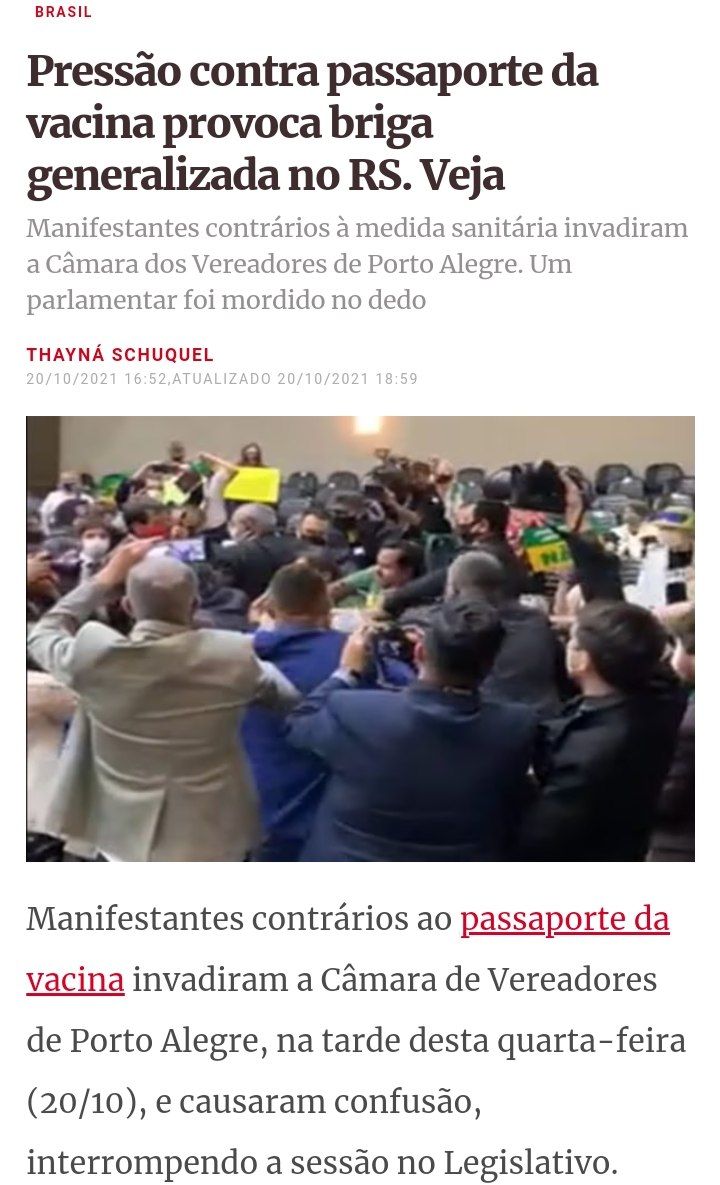 BRASIL
Pressão contra passaporte da
vacina provoca briga
generalizada no RS. Veja
Manifestantes contrários à medida sanitária invadiram
a Câmara dos Vereadores de Porto Alegre. Um
parlamentar foi mordido no dedo
THAYNÁ SCHUQUEL
20/10/2021 16:52,ATUALIZADO 20/10/2021 18:59
Manifestantes contrários ao passaporte da
vacina invadiram a Câmara de Vereadores
de Porto Alegre, na tarde desta quarta-feira
(20/10), e causaram confusão,
interrompendo a sessão no Legislativo.